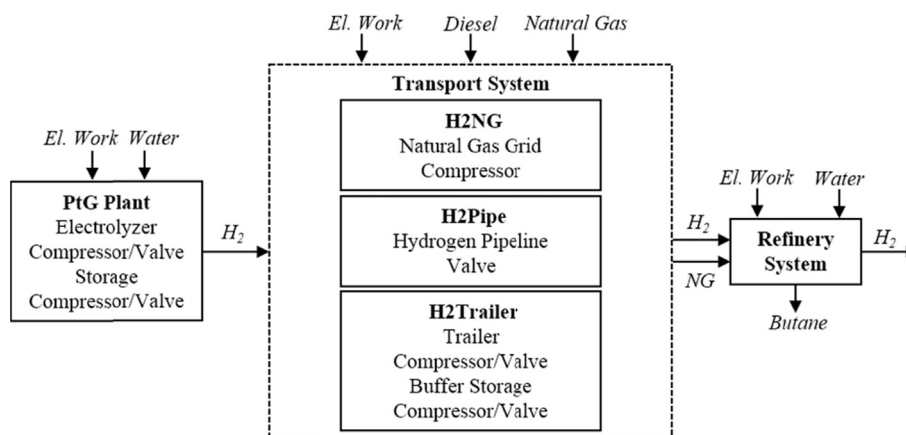 El. Work Diesel Natural Gas
Transport System
H2NG
Natural Gas Grid
Compressor
H2Pipe
Hydrogen Pipeline
Valve
H2Trailer
Trailer
Compressor/Valve
Buffer Storage
Compressor/Valve
El. Work Water
PtG Plant
Electrolyzer
Compressor/Valve
Storage
Compressor/Valve
H₂
H₂
NG
El. Work Water
Refinery
System
H₂
Butane